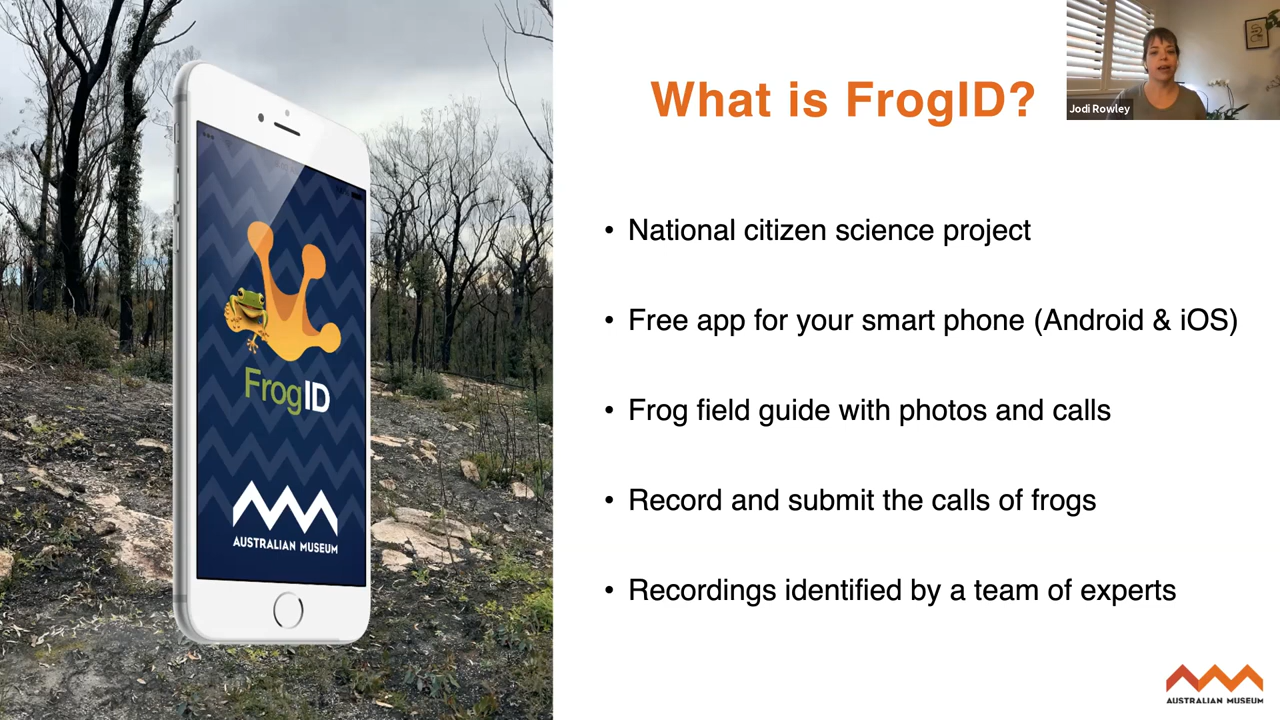 What is FrogID?
Jodi Rowley
FrogID
AUSTRALIAN MUSEUM
• National citizen science project
• Free app for your smart phone (Android & iOS)
• Frog field guide with photos and calls
• Record and submit the calls of frogs
• Recordings identified by a team of experts
AUSTRALIAN MUSEUM